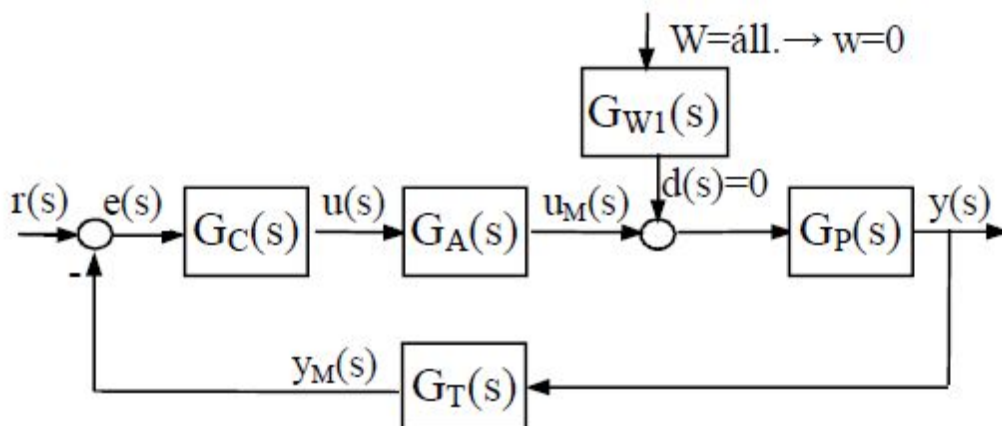 W=áll.→ w=0
G_W1(s)
d(s)=0
r(s)
e(s)
G_C(s)
u(s)
G_A(s)
u_M(s)
G_P(s)
y(s)
-
y_M(s)
G_T(s)